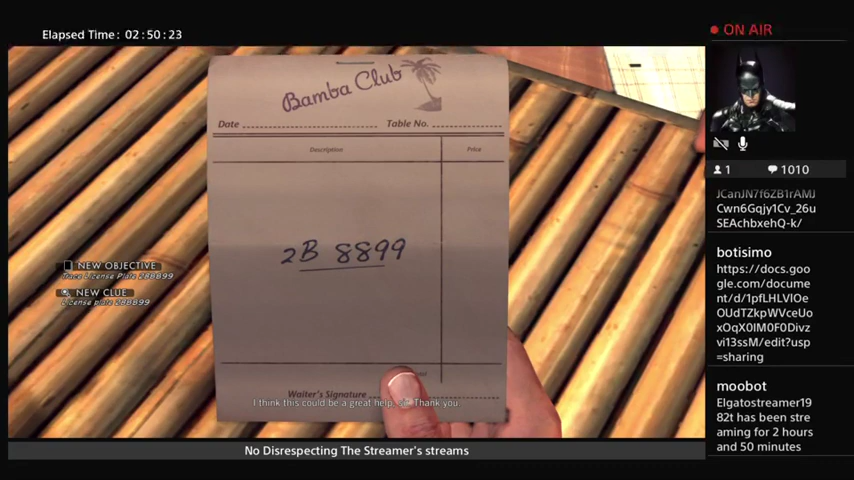 Elapsed Time: 02:50:23
ON AIR
Bamba Club
Date
Table No.
Description
Price
2B 8899
NEW OBJECTIVE
Trace License Plate 2B8899
NEW CLUE
License plate 2B8899
Waiter's Signature
I think this could be a great help, sir. Thank you.
No Disrespecting The Streamer's streams
1
1010
JCanJN7f6ZB1rAMJ
Cwn6Gqjy1Cv_26u
SEAchbxehQ-k/
botisimo
https://docs.goo
gle.com/docume
nt/d/1pfLHLVlOe
OUdTZkpWVceUo
xOqX0IM0F0Divz
vi13ssM/edit?usp
=sharing
moobot
Elgatostreamer19
82t has been stre
aming for 2 hours
and 50 minutes